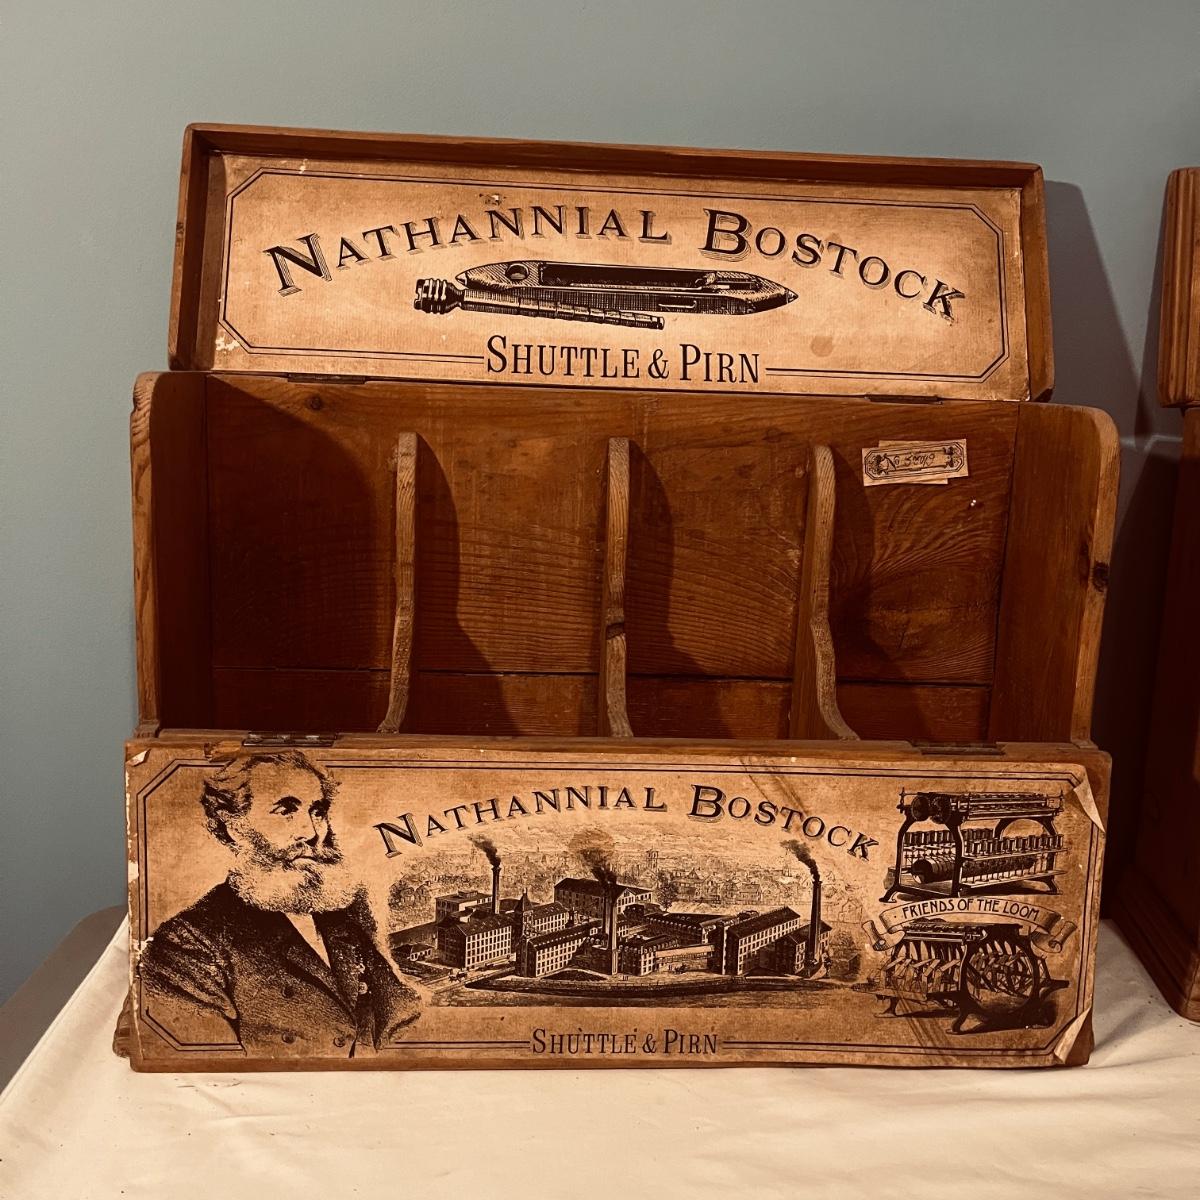 NATHANNIAL BOSTOCK
SHUTTLE & PIRN
NATHANNIAL BOSTOCK
FRIENDS OF THE LOOM
SHUTTLE & PIRN